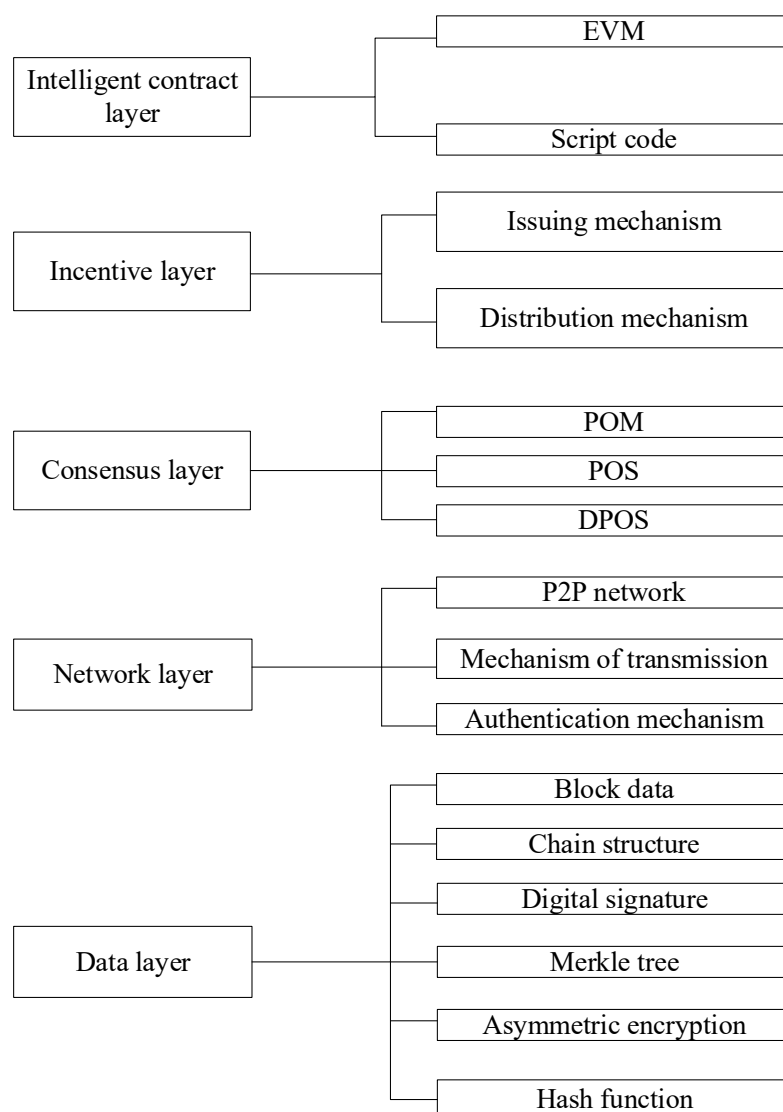 EVM
Intelligent contract
layer
Script code
Issuing mechanism
Incentive layer
Distribution mechanism
POM
Consensus layer
POS
DPOS
P2P network
Network layer
Mechanism of transmission
Authentication mechanism
Block data
Chain structure
Digital signature
Data layer
Merkle tree
Asymmetric encryption
Hash function